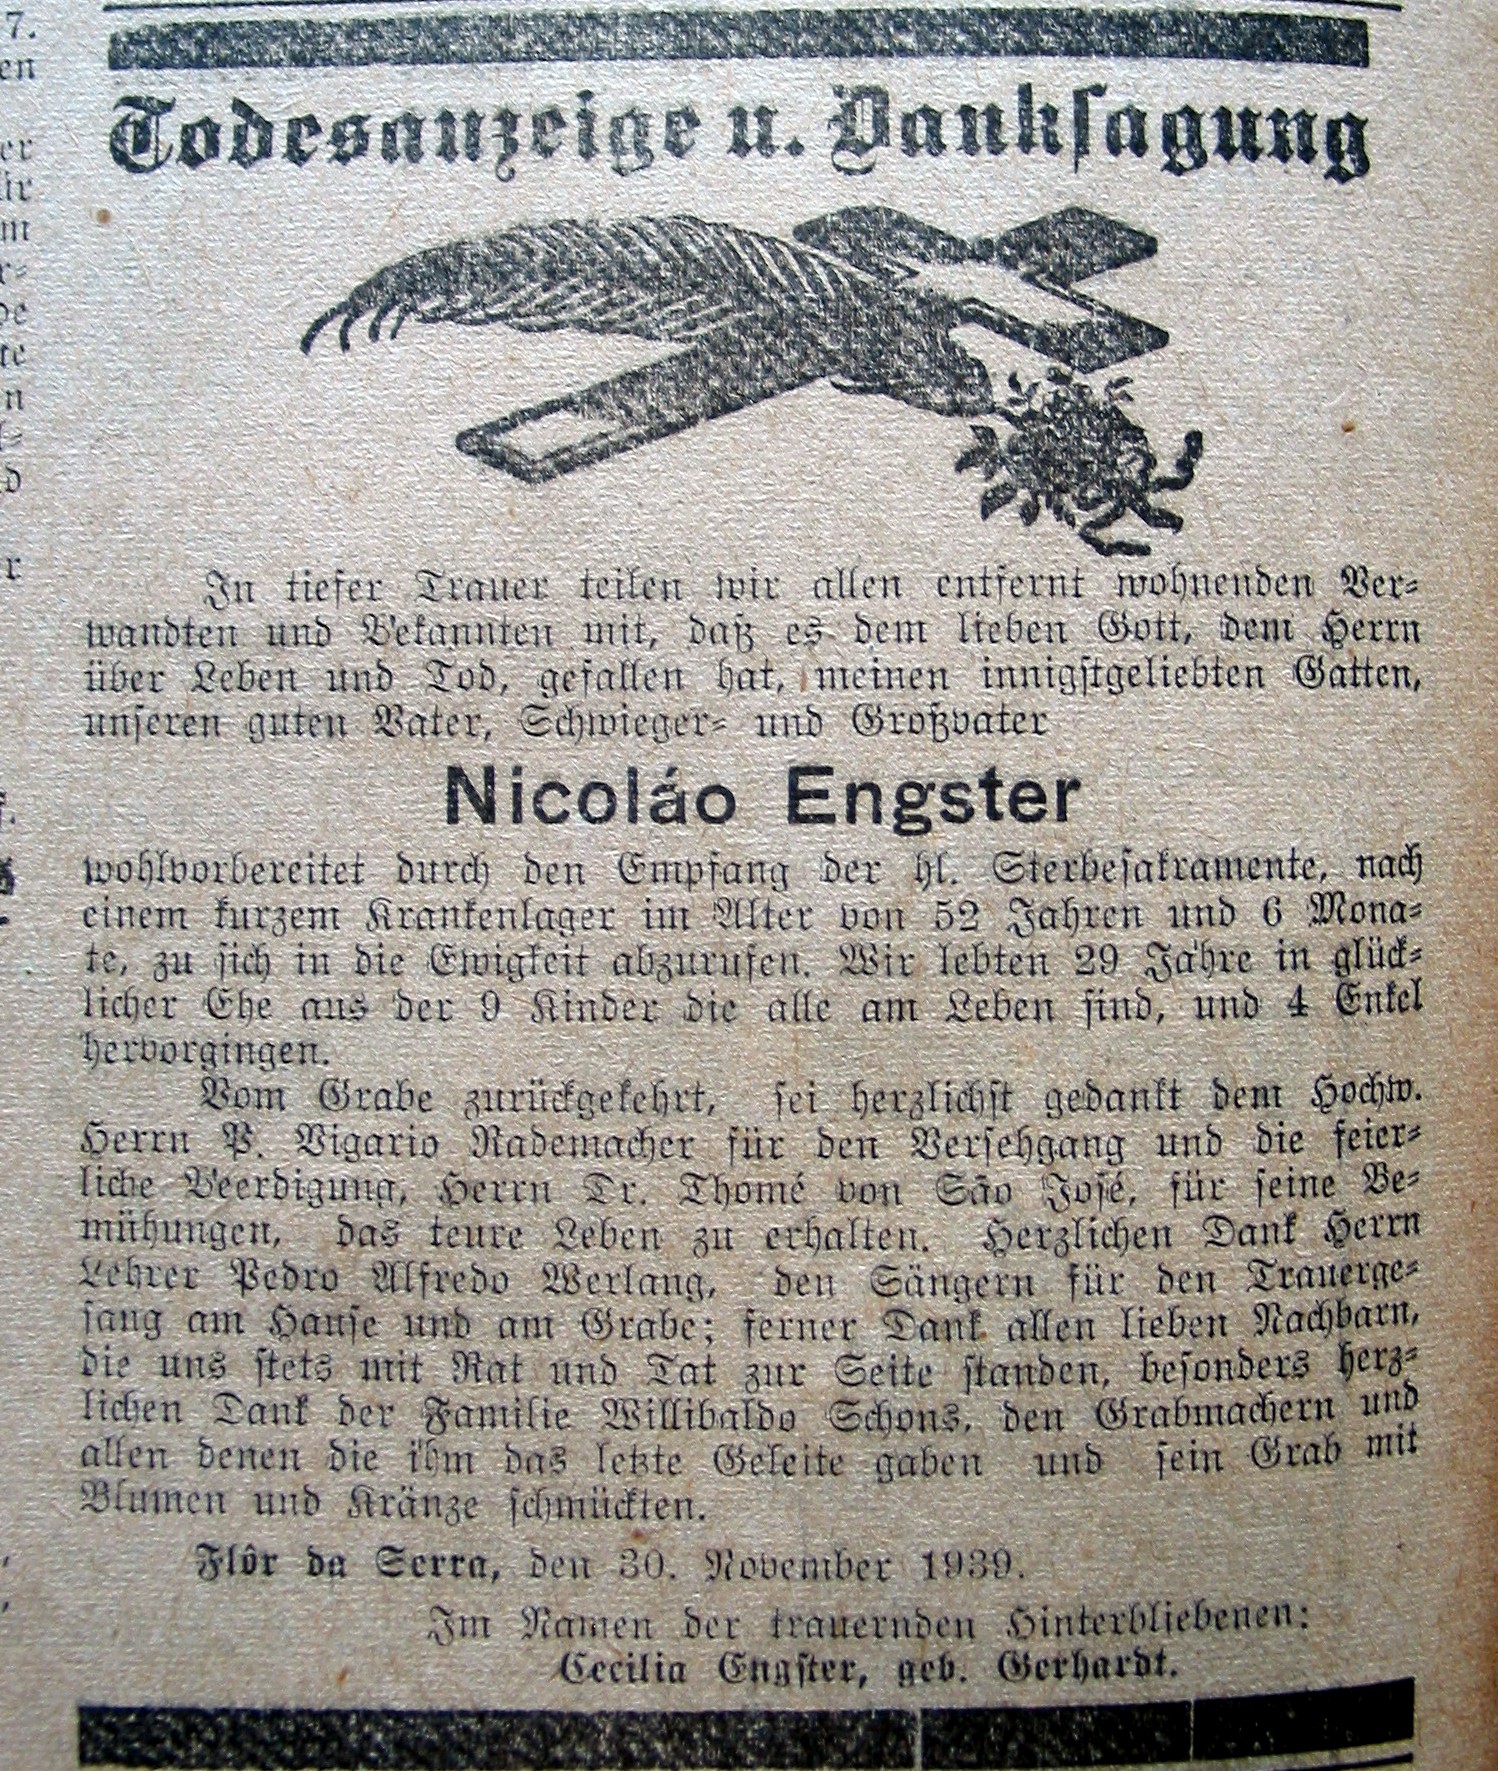 Todesanzeige u. Danksagung
In tiefer Trauer teilen wir allen entfernt wohnenden Ver-
wandten und Bekannten mit, daß es dem lieben Gott, dem Herrn
über Leben und Tod, gefallen hat, meinen innigstgeliebten Gatten,
unseren guten Vater, Schwieger- und Großvater
Nicoláo Engster
wohlvorbereitet durch den Empfang der hl. Sterbesakramente, nach
einem kurzem Krankenlager im Alter von 52 Jahren und 6 Mona-
te, zu sich in die Ewigkeit abzurufen. Wir lebten 29 Jahre in glück-
licher Ehe aus der 9 Kinder die alle am Leben sind, und 4 Enkel
hervorgingen.
Vom Grabe zurückgekehrt, sei herzlichst gedankt dem Hochw.
Herrn P. Vigario Rademacher für den Versehgang und die feier-
liche Beerdigung, Herrn Dr. Thomé von São José, für seine Be-
mühungen, das teure Leben zu erhalten. Herzlichen Dank Herrn
Lehrer Pedro Alfredo Werlang, den Sängern für den Trauerge-
sang am Hause und am Grabe; ferner Dank allen lieben Nachbarn,
die uns stets mit Rat und Tat zur Seite standen, besonders herz-
lichen Dank der Familie Willibaldo Schons, den Grabmachern und
allen denen die ihm das letzte Geleite gaben und sein Grab mit
Blumen und Kränze schmückten.
Flôr da Serra, den 30. November 1939.
Im Namen der trauernden Hinterbliebenen:
Cecilia Engster, geb. Gerhardt.